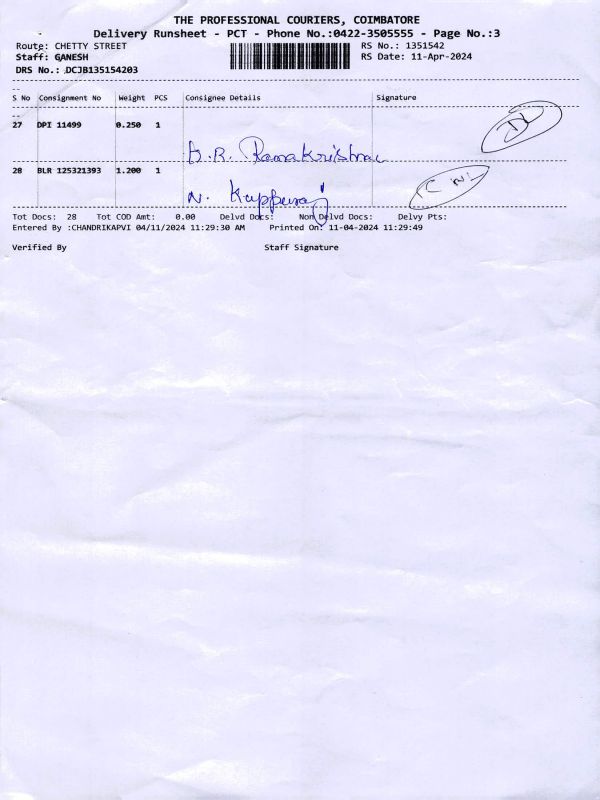 THE PROFESSIONAL COURIERS, COIMBATORE
Delivery Runsheet - PCT - Phone No.:0422-3505555 - Page No.:3
Route: CHETTY STREET
RS No.: 1351542
Staff: GANESH
RS Date: 11-Apr-2024
DRS No.: DCJB135154203
S No Consignment No Weight PCS Consignee Details Signature
27 DPI 11499 0.250 1
D.R. Ramakrishnan
28 BLR 125321393 1.200 1
N. Kuppuraj
Tot Docs: 28 Tot COD Amt: 0.00 Delvd Docs: Non Delvd Docs: Delvy Pts:
Entered By :CHANDRIKAPVI 04/11/2024 11:29:30 AM Printed On: 11-04-2024 11:29:49
Verified By Staff Signature